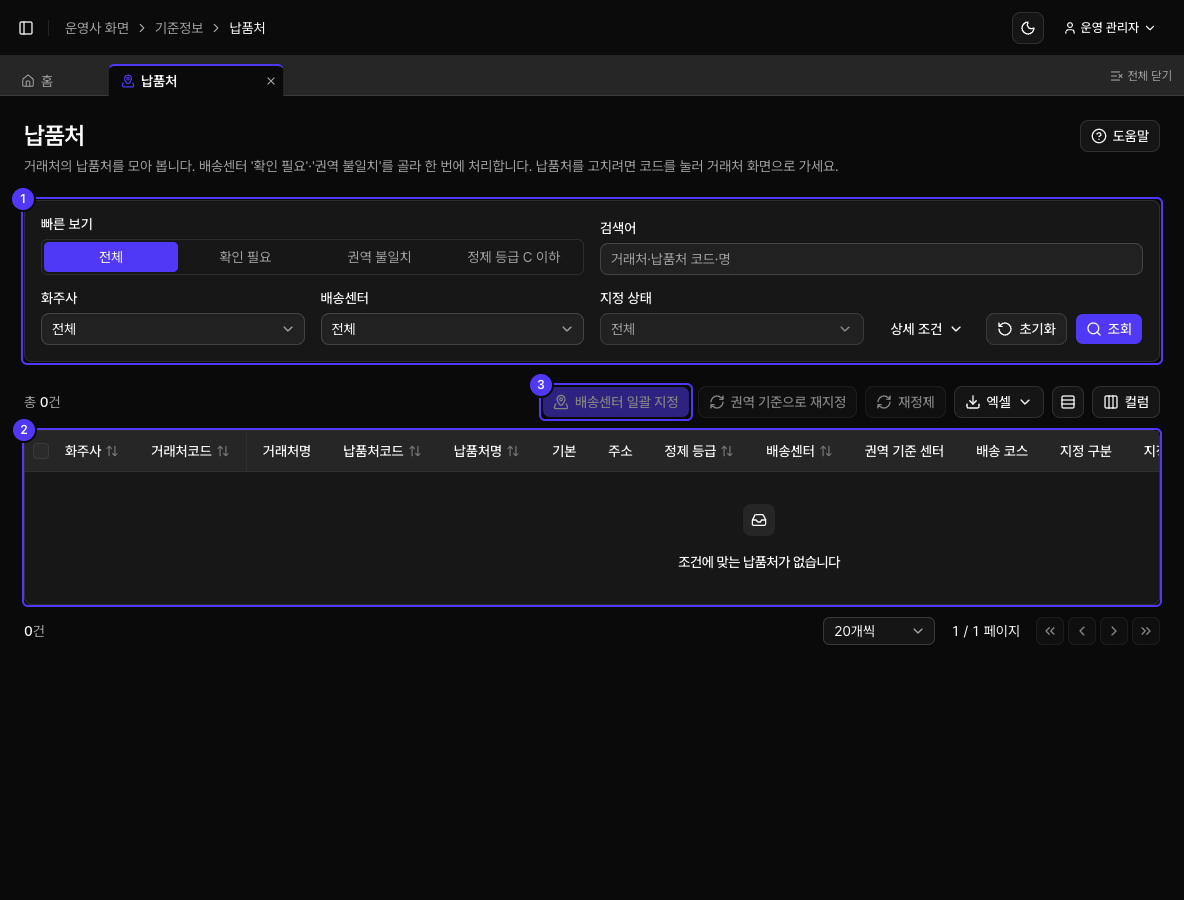 운영사 화면 > 기준정보 > 납품처
운영 관리자
홈
납품처
전체 닫기
납품처
도움말
거래처의 납품처를 모아 봅니다. 배송센터 '확인 필요'·'권역 불일치'를 골라 한 번에 처리합니다. 납품처를 고치려면 코드를 눌러 거래처 화면으로 가세요.
1
빠른 보기
전체 확인 필요 권역 불일치 정제 등급 C 이하
검색어
거래처·납품처 코드·명
화주사
전체
배송센터
전체
지정 상태
전체
상세 조건
초기화
조회
총 0건
3
배송센터 일괄 지정
권역 기준으로 재지정
재정제
엑셀
컬럼
2
화주사 거래처코드 거래처명 납품처코드 납품처명 기본 주소 정제 등급 배송센터 권역 기준 센터 배송 코스 지정 구분
조건에 맞는 납품처가 없습니다
0건
20개씩
1 / 1 페이지